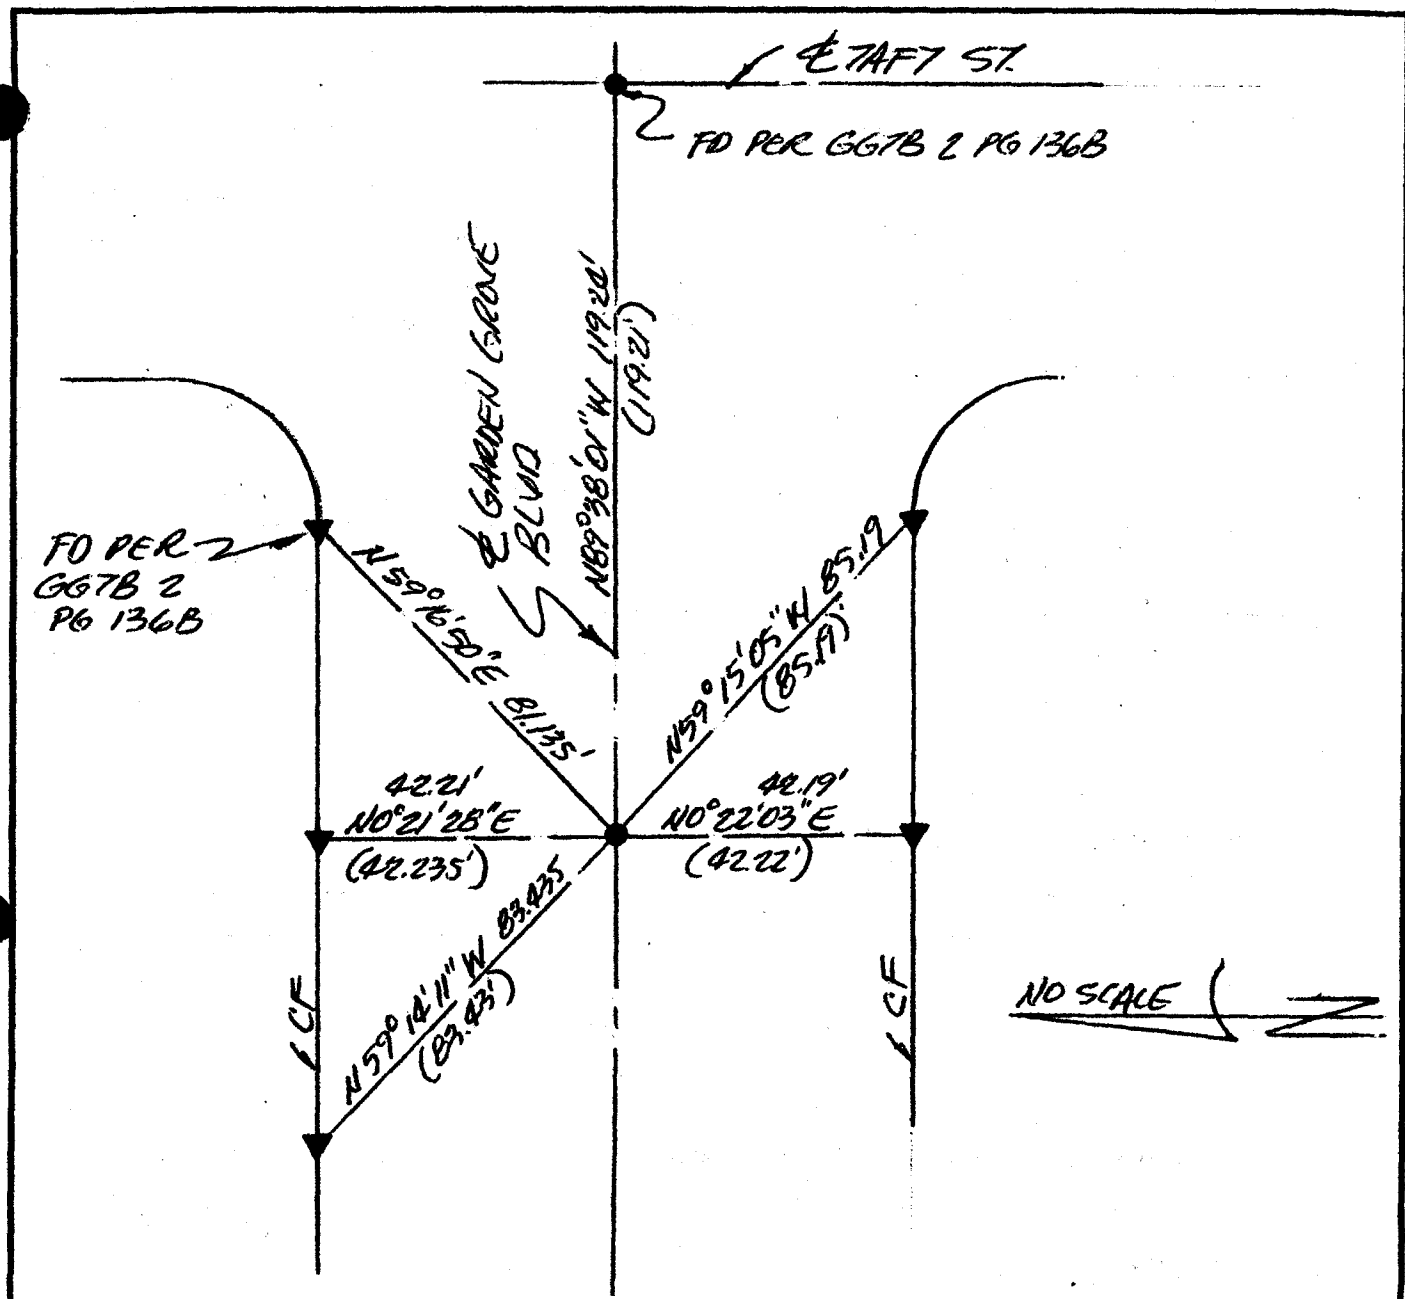 ℄ TAFT ST.
FD PER GGTB 2 PG 136B
℄ GARDEN GROVE
BLVD
N89°38'01"W 119.24'
(119.21')
FD PER
GGTB 2
PG 136B
N59°16'50"E 81.135'
N59°15'05"W 85.19
(85.19')
42.21'
N0°21'28"E
(42.235')
42.19'
N0°22'03"E
(42.22')
N59°14'11"W 83.435
(83.43')
CF
CF
NO SCALE
N